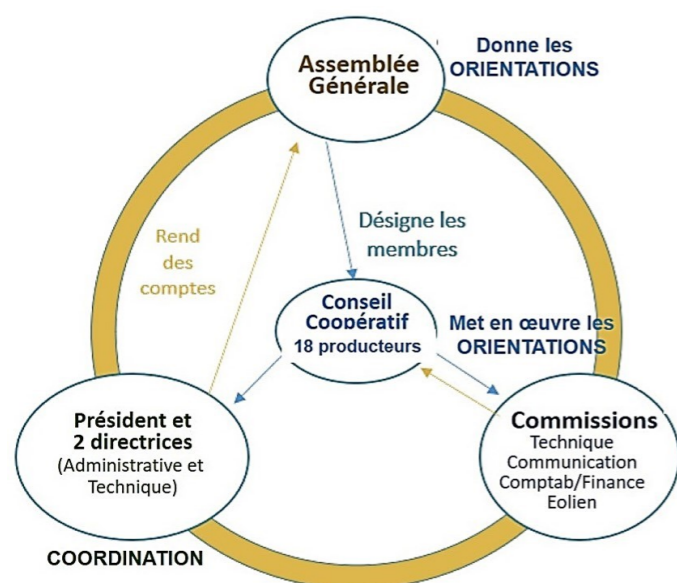 Assemblée
Générale
Donne les
ORIENTATIONS
Rend
des
comptes
Désigne les
membres
Conseil
Coopératif
18 producteurs
Met en œuvre les
ORIENTATIONS
Président et
2 directrices
(Administrative et
Technique)
COORDINATION
Commissions
Technique
Communication
Comptab/Finance
Eolien